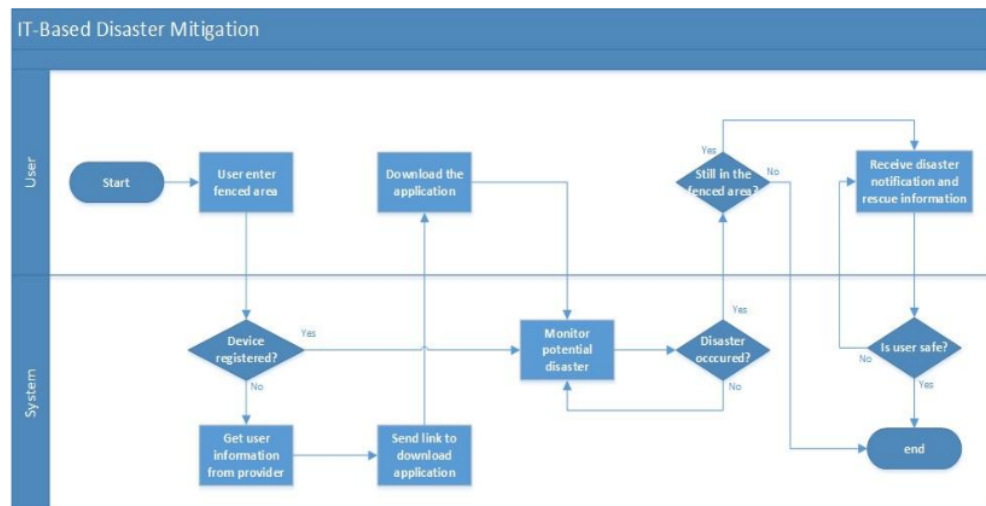 IT-Based Disaster Mitigation
User
Start
User enter
fenced area
Download the
application
Yes
Still in the
fenced area?
No
Receive disaster
notification and
rescue information
System
Device
registered?
Yes
No
Get user
information
from provider
Send link to
download
application
Monitor
potential
disaster
Yes
Disaster
occcured?
No
Is user safe?
No
Yes
end